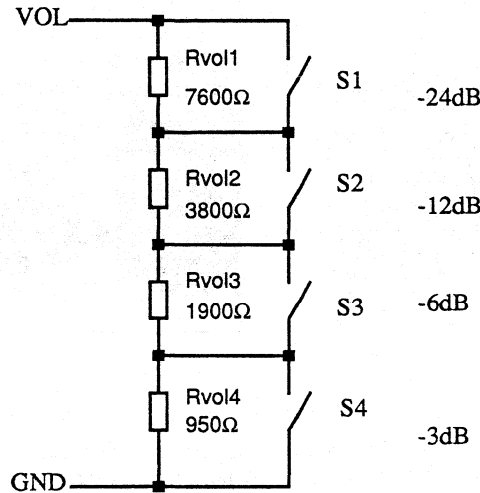 VOL
Rvol1
7600Ω
S1
-24dB
Rvol2
3800Ω
S2
-12dB
Rvol3
1900Ω
S3
-6dB
Rvol4
950Ω
S4
-3dB
GND